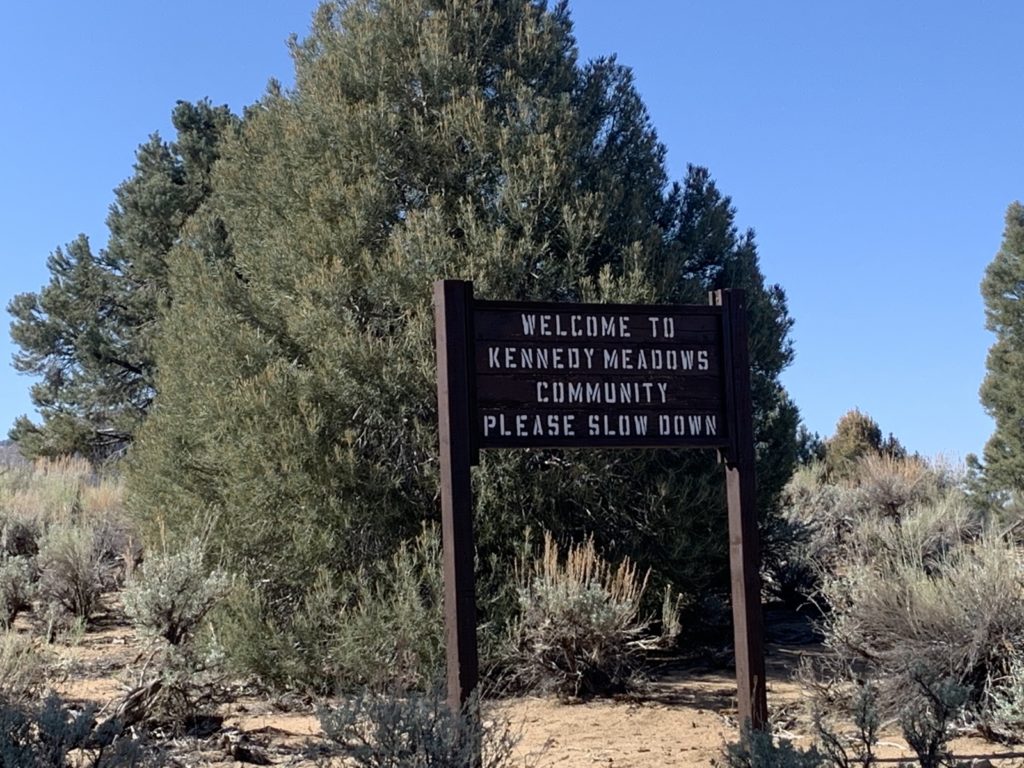 WELCOME TO
KENNEDY MEADOWS
COMMUNITY
PLEASE SLOW DOWN